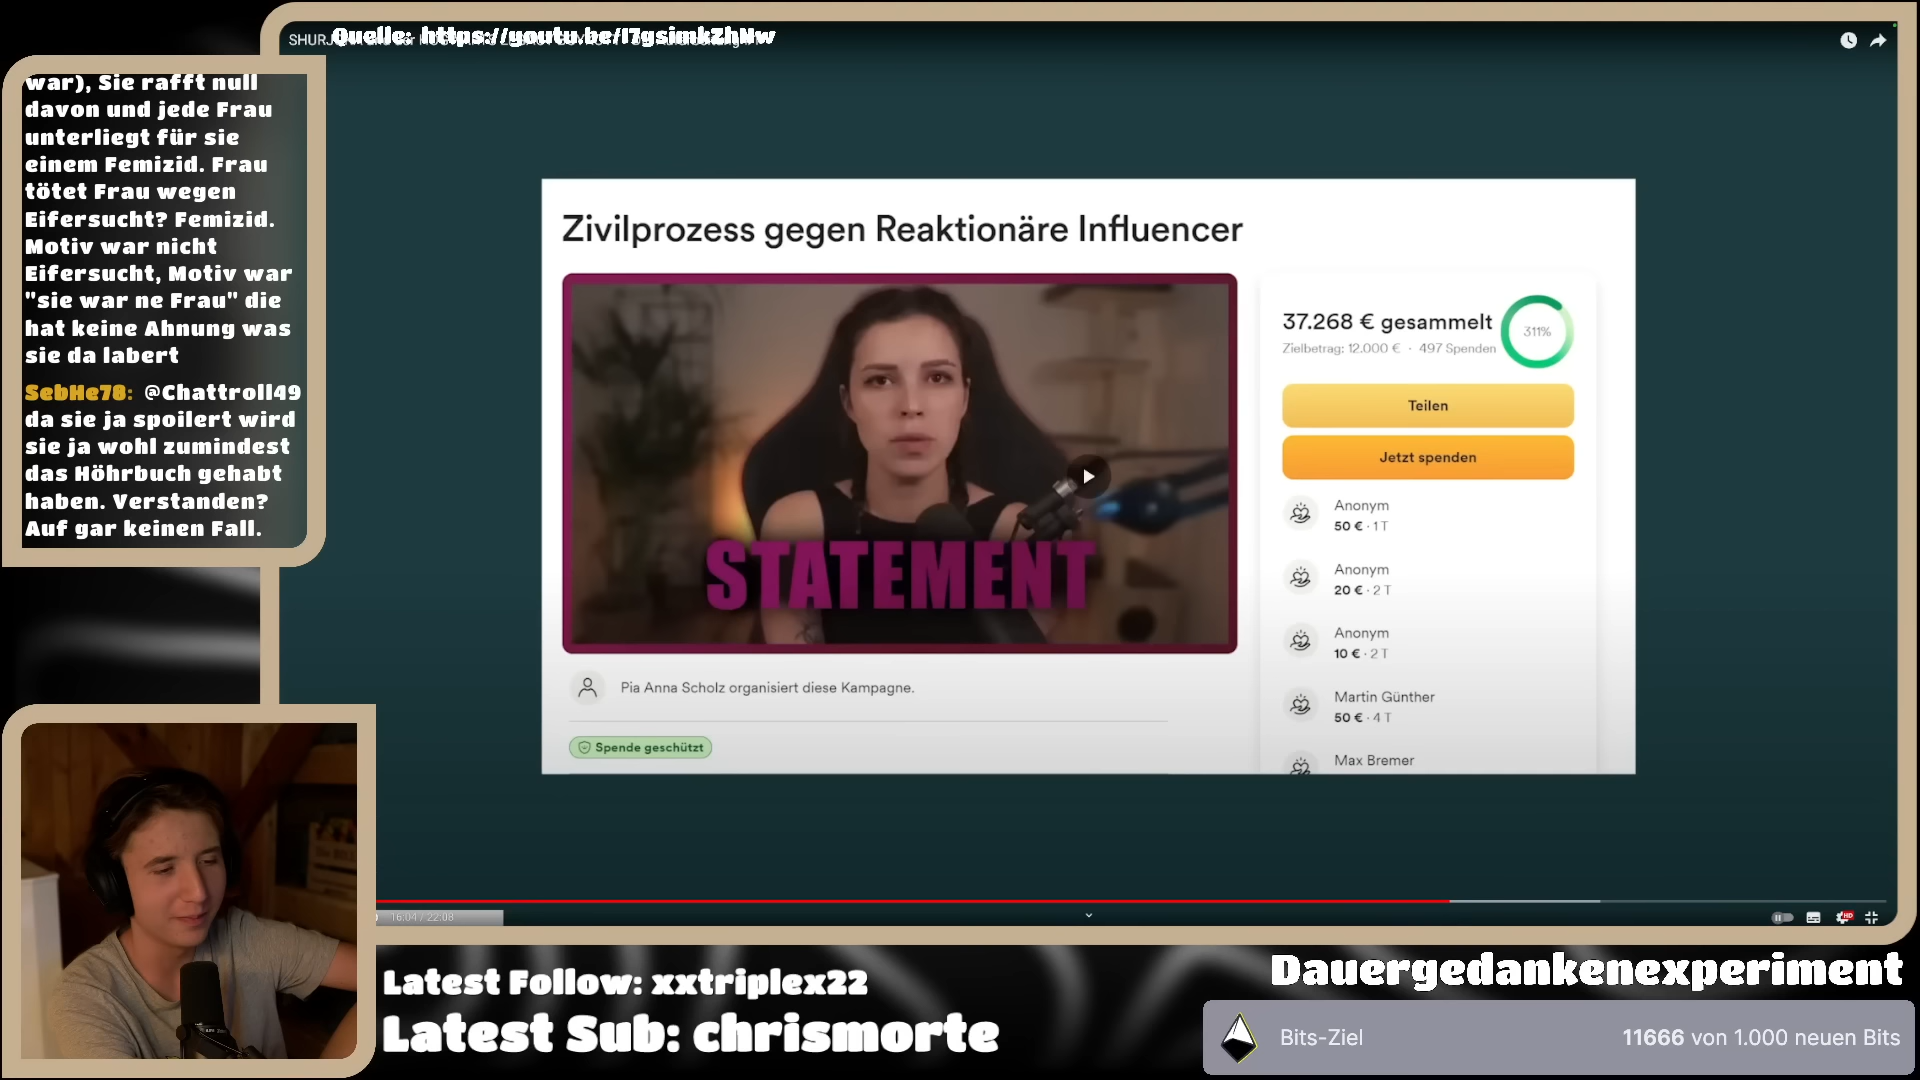 Quelle: https://youtu.be/I7gsimkZhNw
war), Sie rafft null
davon und jede Frau
unterliegt für sie
einem Femizid. Frau
tötet Frau wegen
Eifersucht? Femizid.
Motiv war nicht
Eifersucht, Motiv war
"sie war ne Frau" die
hat keine Ahnung was
sie da labert
SebHe78: @Chattroll49
da sie ja spoilert wird
sie ja wohl zumindest
das Höhrbuch gehabt
haben. Verstanden?
Auf gar keinen Fall.
Zivilprozess gegen Reaktionäre Influencer
STATEMENT
Pia Anna Scholz organisiert diese Kampagne.
Spende geschützt
37.268 € gesammelt
311%
Zielbetrag: 12.000 € · 497 Spenden
Teilen
Jetzt spenden
Anonym
50 € · 1 T
Anonym
20 € · 2 T
Anonym
10 € · 2 T
Martin Günther
50 € · 4 T
Max Bremer
16:04 / 22:08
HD
Latest Follow: xxtriplex22
Latest Sub: chrismorte
Dauergedankenexperiment
Bits-Ziel
11666 von 1.000 neuen Bits